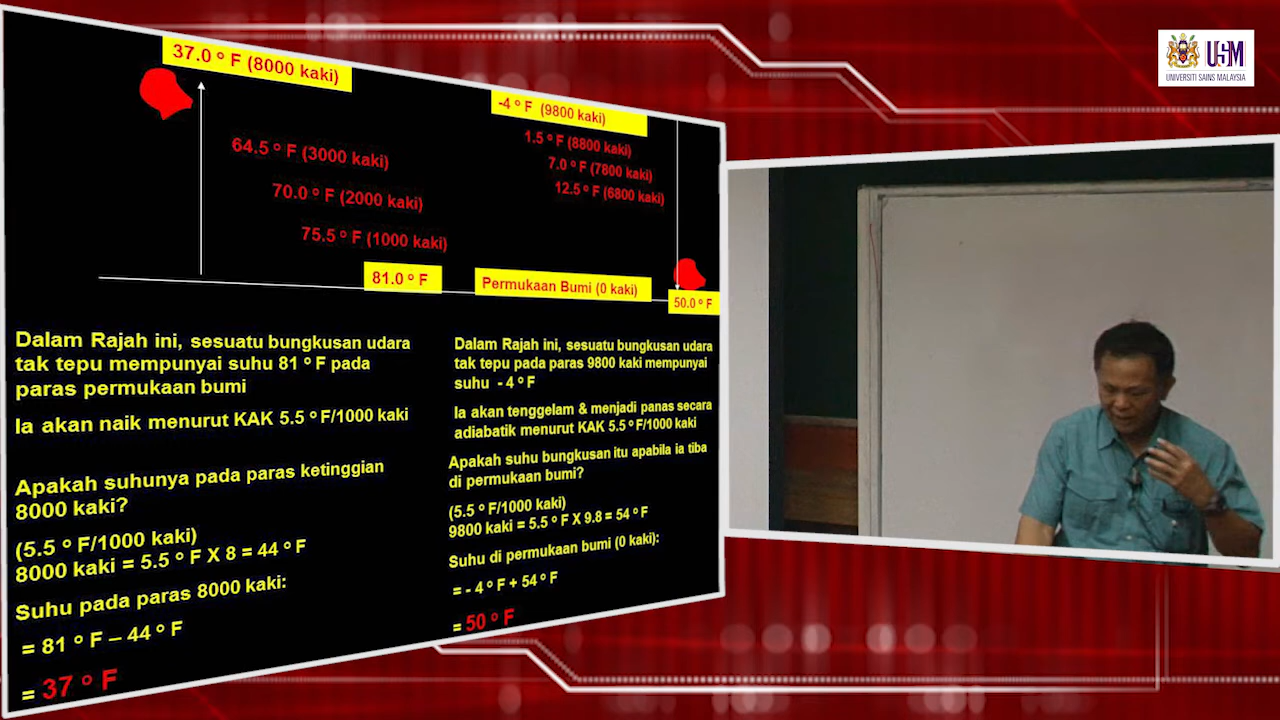 37.0 º F (8000 kaki)
64.5 º F (3000 kaki)
70.0 º F (2000 kaki)
75.5 º F (1000 kaki)
81.0 º F
-4 º F (9800 kaki)
1.5 º F (8800 kaki)
7.0 º F (7800 kaki)
12.5 º F (6800 kaki)
Permukaan Bumi (0 kaki)
50.0 º F
Dalam Rajah ini, sesuatu bungkusan udara
tak tepu mempunyai suhu 81 º F pada
paras permukaan bumi
Ia akan naik menurut KAK 5.5 º F/1000 kaki
Apakah suhunya pada paras ketinggian
8000 kaki?
(5.5 º F/1000 kaki)
8000 kaki = 5.5 º F X 8 = 44 º F
Suhu pada paras 8000 kaki:
= 81 º F – 44 º F
= 37 º F
Dalam Rajah ini, sesuatu bungkusan udara
tak tepu pada paras 9800 kaki mempunyai
suhu - 4 º F
Ia akan tenggelam & menjadi panas secara
adiabatik menurut KAK 5.5 º F/1000 kaki
Apakah suhu bungkusan itu apabila ia tiba
di permukaan bumi?
(5.5 º F/1000 kaki)
9800 kaki = 5.5 º F X 9.8 = 54 º F
Suhu di permukaan bumi (0 kaki):
= - 4 º F + 54 º F
= 50 º F
USM
UNIVERSITI SAINS MALAYSIA